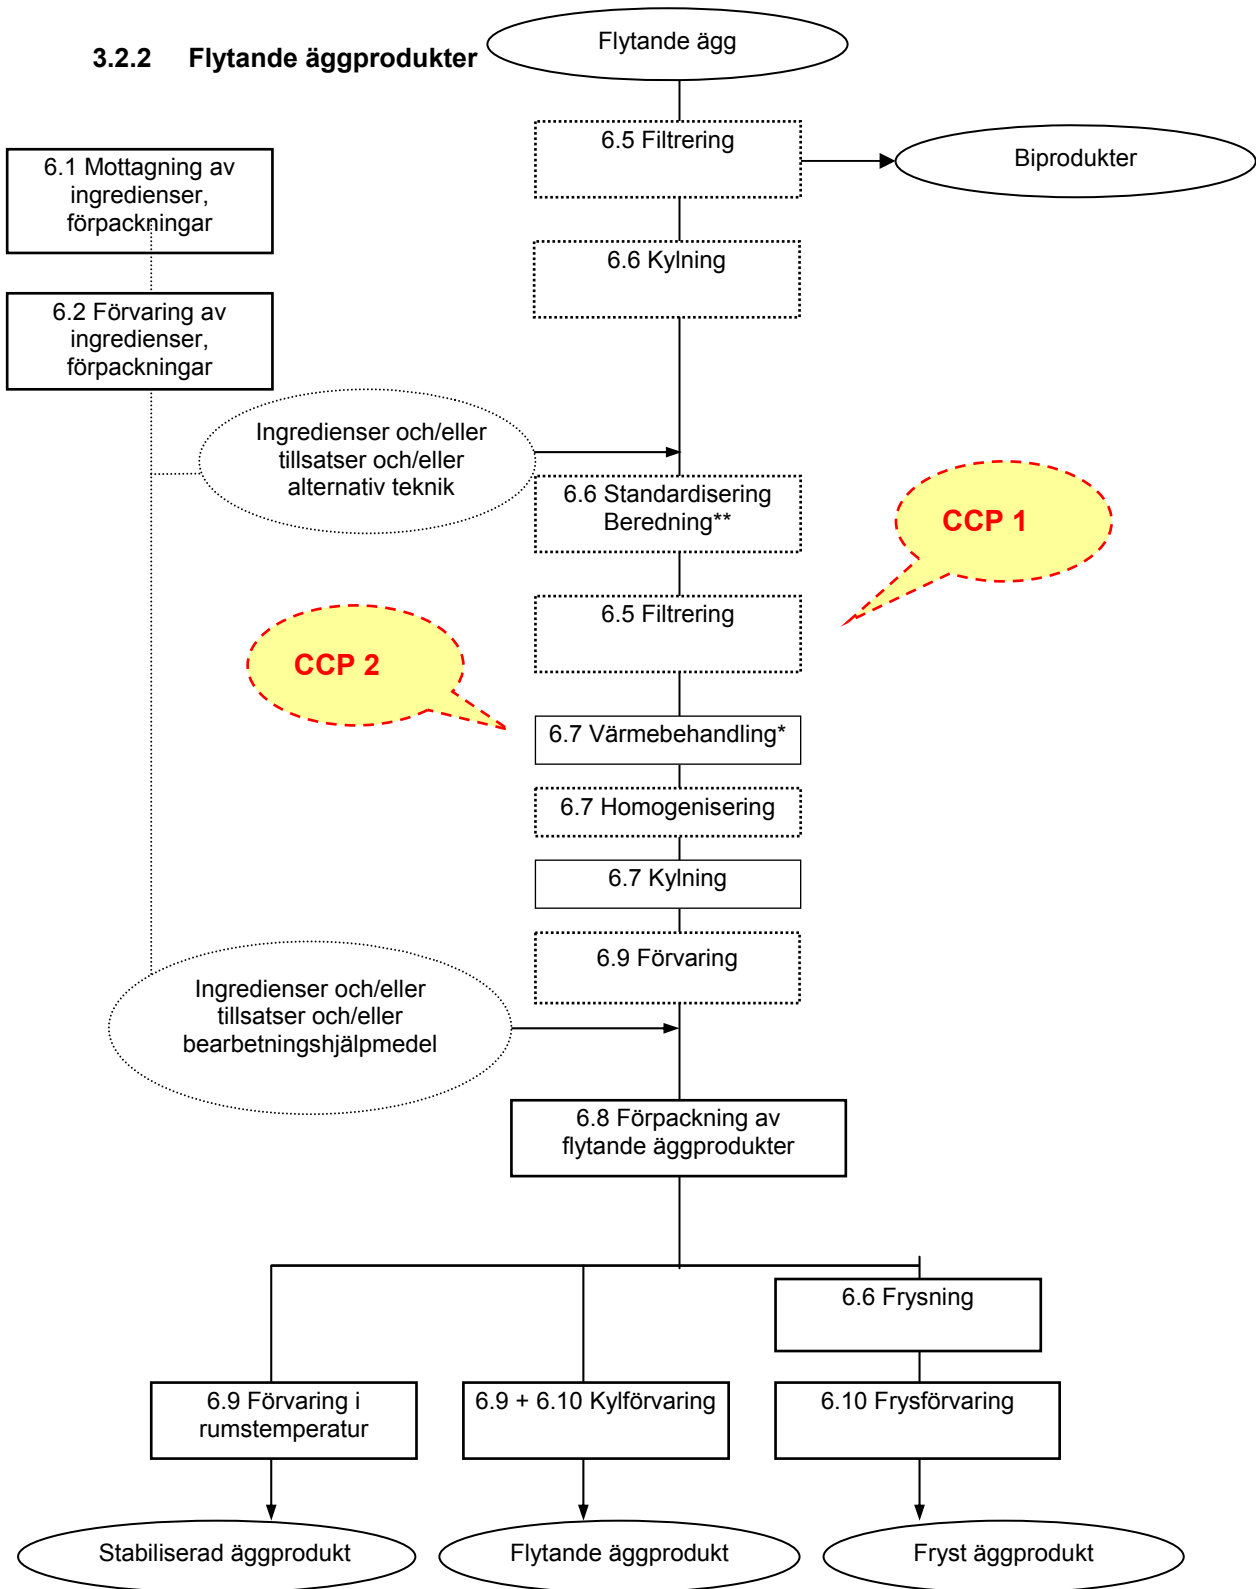 3.2.2 Flytande äggprodukter
Flytande ägg
6.5 Filtrering
Biprodukter
6.1 Mottagning av
ingredienser,
förpackningar
6.6 Kylning
6.2 Förvaring av
ingredienser,
förpackningar
Ingredienser och/eller
tillsatser och/eller
alternativ teknik
6.6 Standardisering
Beredning**
CCP 1
6.5 Filtrering
CCP 2
6.7 Värmebehandling*
6.7 Homogenisering
6.7 Kylning
6.9 Förvaring
Ingredienser och/eller
tillsatser och/eller
bearbetningshjälpmedel
6.8 Förpackning av
flytande äggprodukter
6.6 Frysning
6.9 Förvaring i
rumstemperatur
6.9 + 6.10 Kylförvaring
6.10 Frysförvaring
Stabiliserad äggprodukt
Flytande äggprodukt
Fryst äggprodukt